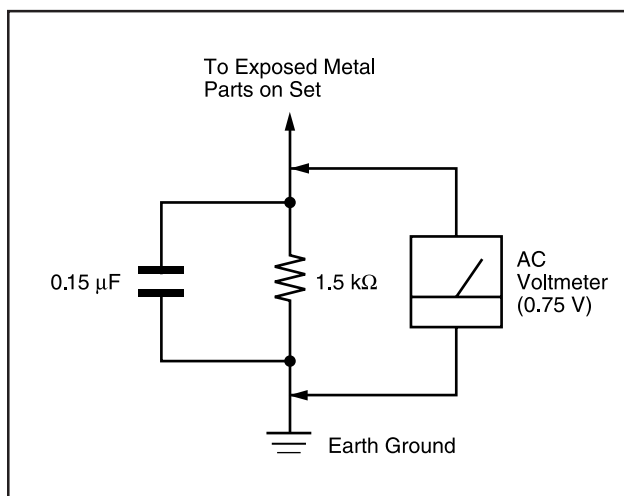 To Exposed Metal
Parts on Set
0.15 μF
1.5 kΩ
AC
Voltmeter
(0.75 V)
Earth Ground